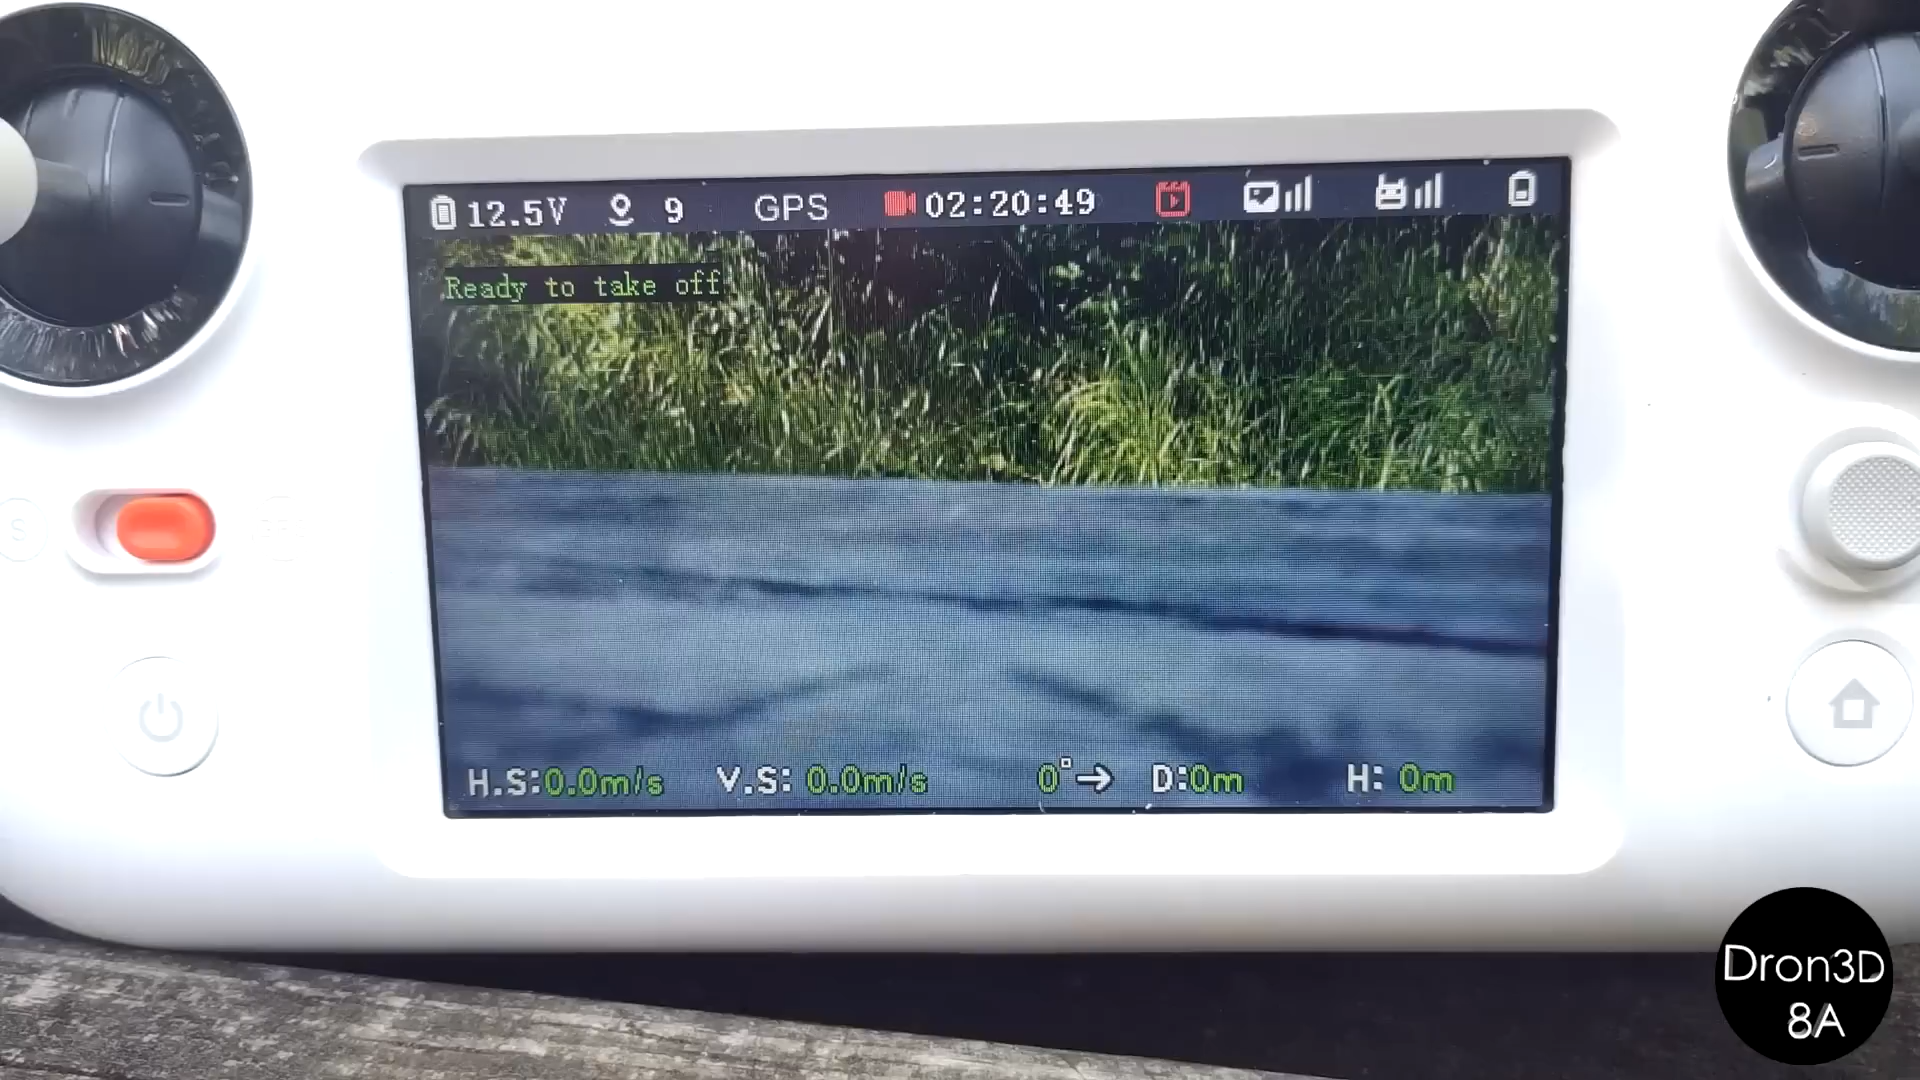 12.5V 9 GPS 02:20:49
Ready to take off
H.S:0.0m/s V.S: 0.0m/s 0°→ D:0m H: 0m
S
Dron3D
8A